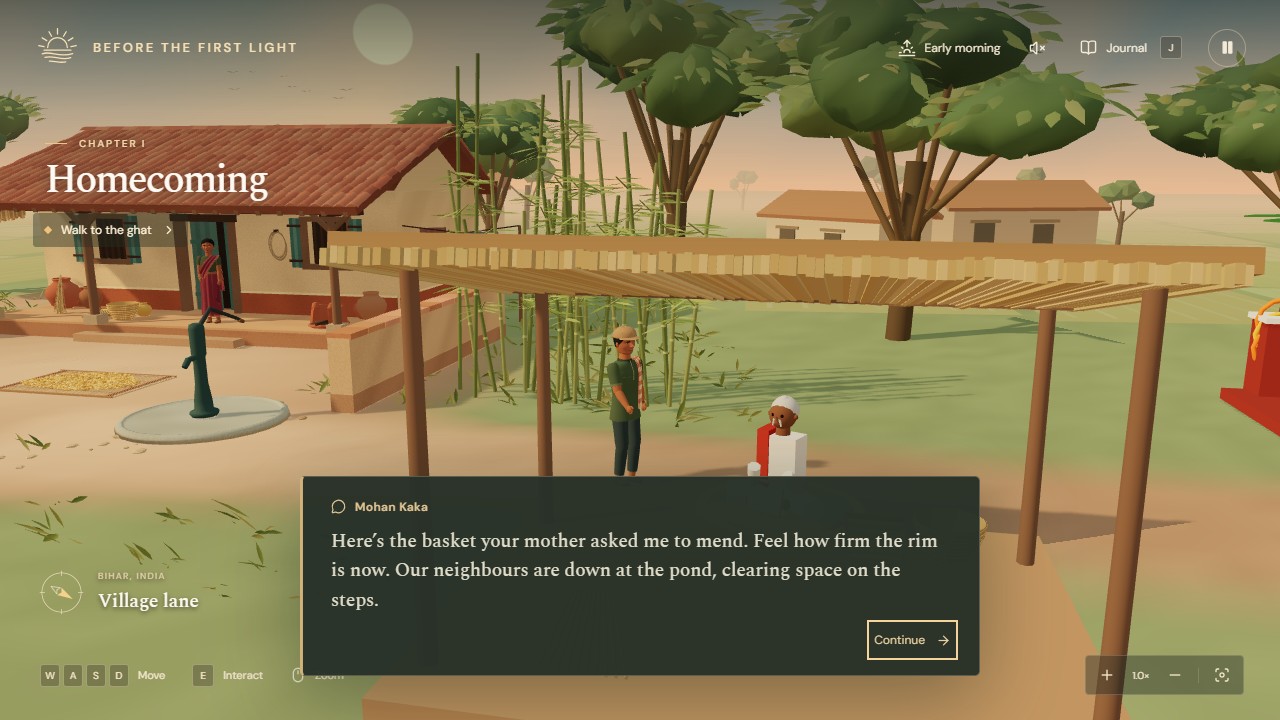 BEFORE THE FIRST LIGHT
Early morning
Journal
J
CHAPTER I
Homecoming
Walk to the ghat
Mohan Kaka
Here’s the basket your mother asked me to mend. Feel how firm the rim
is now. Our neighbours are down at the pond, clearing space on the
steps.
Continue
BIHAR, INDIA
Village lane
W A S D Move
E Interact
Zoom
1.0×